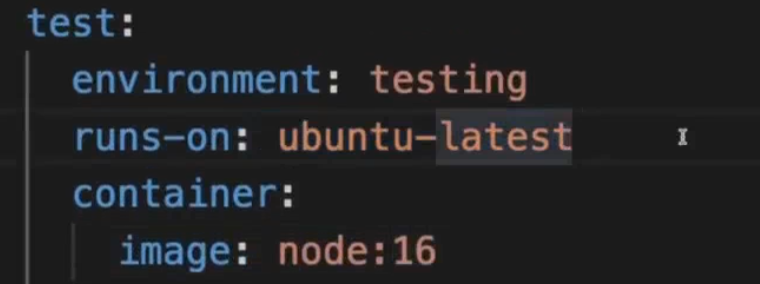 test:
environment: testing
runs-on: ubuntu-latest
container:
image: node:16